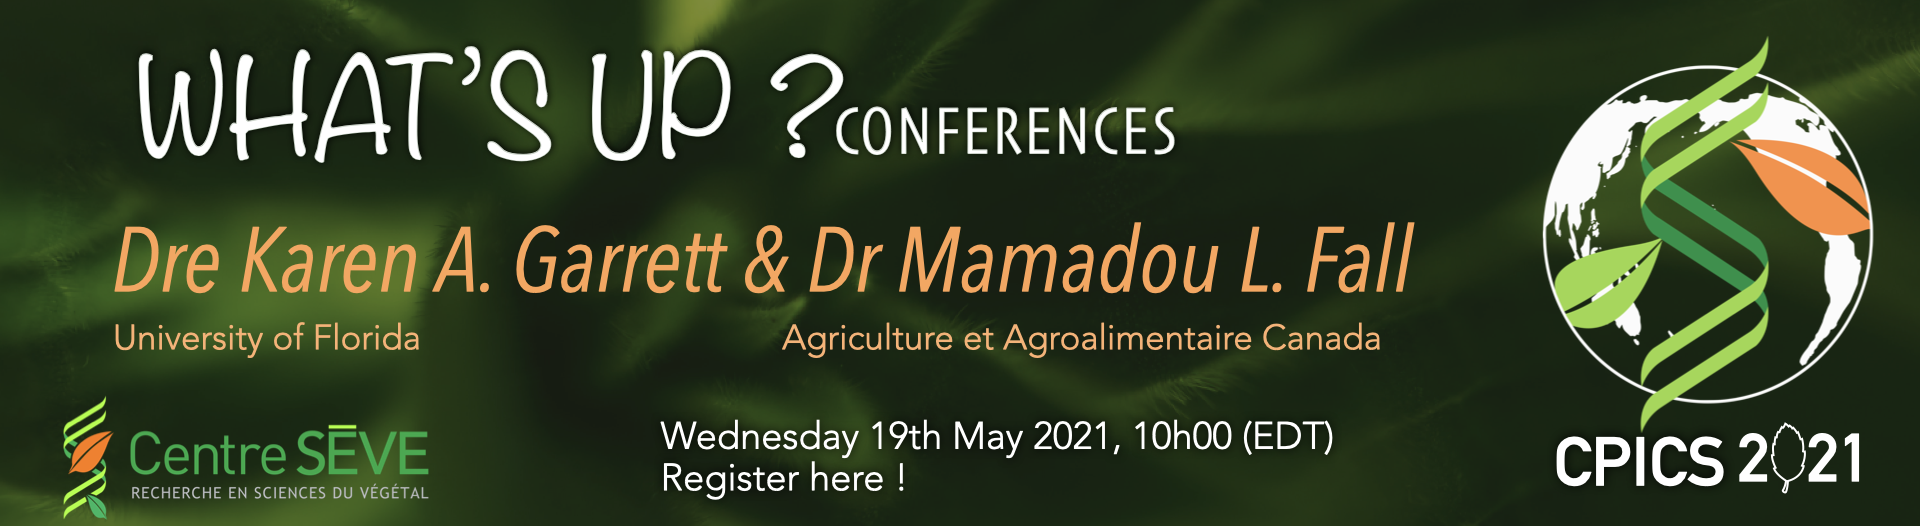 WHAT'S UP ? CONFERENCES
Dre Karen A. Garrett & Dr Mamadou L. Fall
University of Florida
Agriculture et Agroalimentaire Canada
Wednesday 19th May 2021, 10h00 (EDT)
Register here !
Centre SĒVE
RECHERCHE EN SCIENCES DU VÉGÉTAL
CPICS 2021